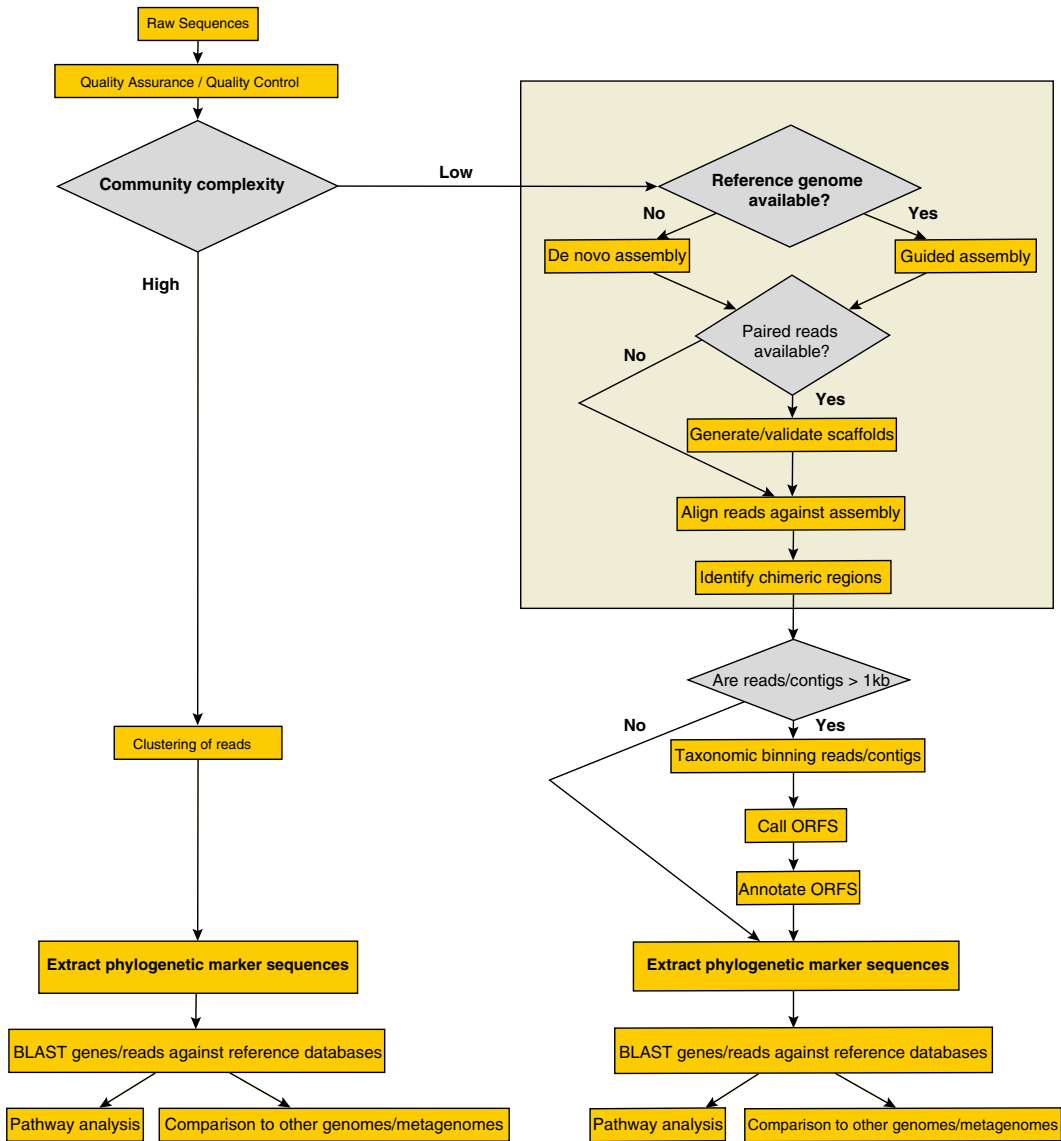 Raw Sequences
Quality Assurance / Quality Control
Community complexity
Low
High
Reference genome
available?
No
Yes
De novo assembly
Guided assembly
Paired reads
available?
No
Yes
Generate/validate scaffolds
Align reads against assembly
Identify chimeric regions
Are reads/contigs > 1kb
No
Yes
Clustering of reads
Taxonomic binning reads/contigs
Call ORFS
Annotate ORFS
Extract phylogenetic marker sequences
Extract phylogenetic marker sequences
BLAST genes/reads against reference databases
BLAST genes/reads against reference databases
Pathway analysis
Comparison to other genomes/metagenomes
Pathway analysis
Comparison to other genomes/metagenomes